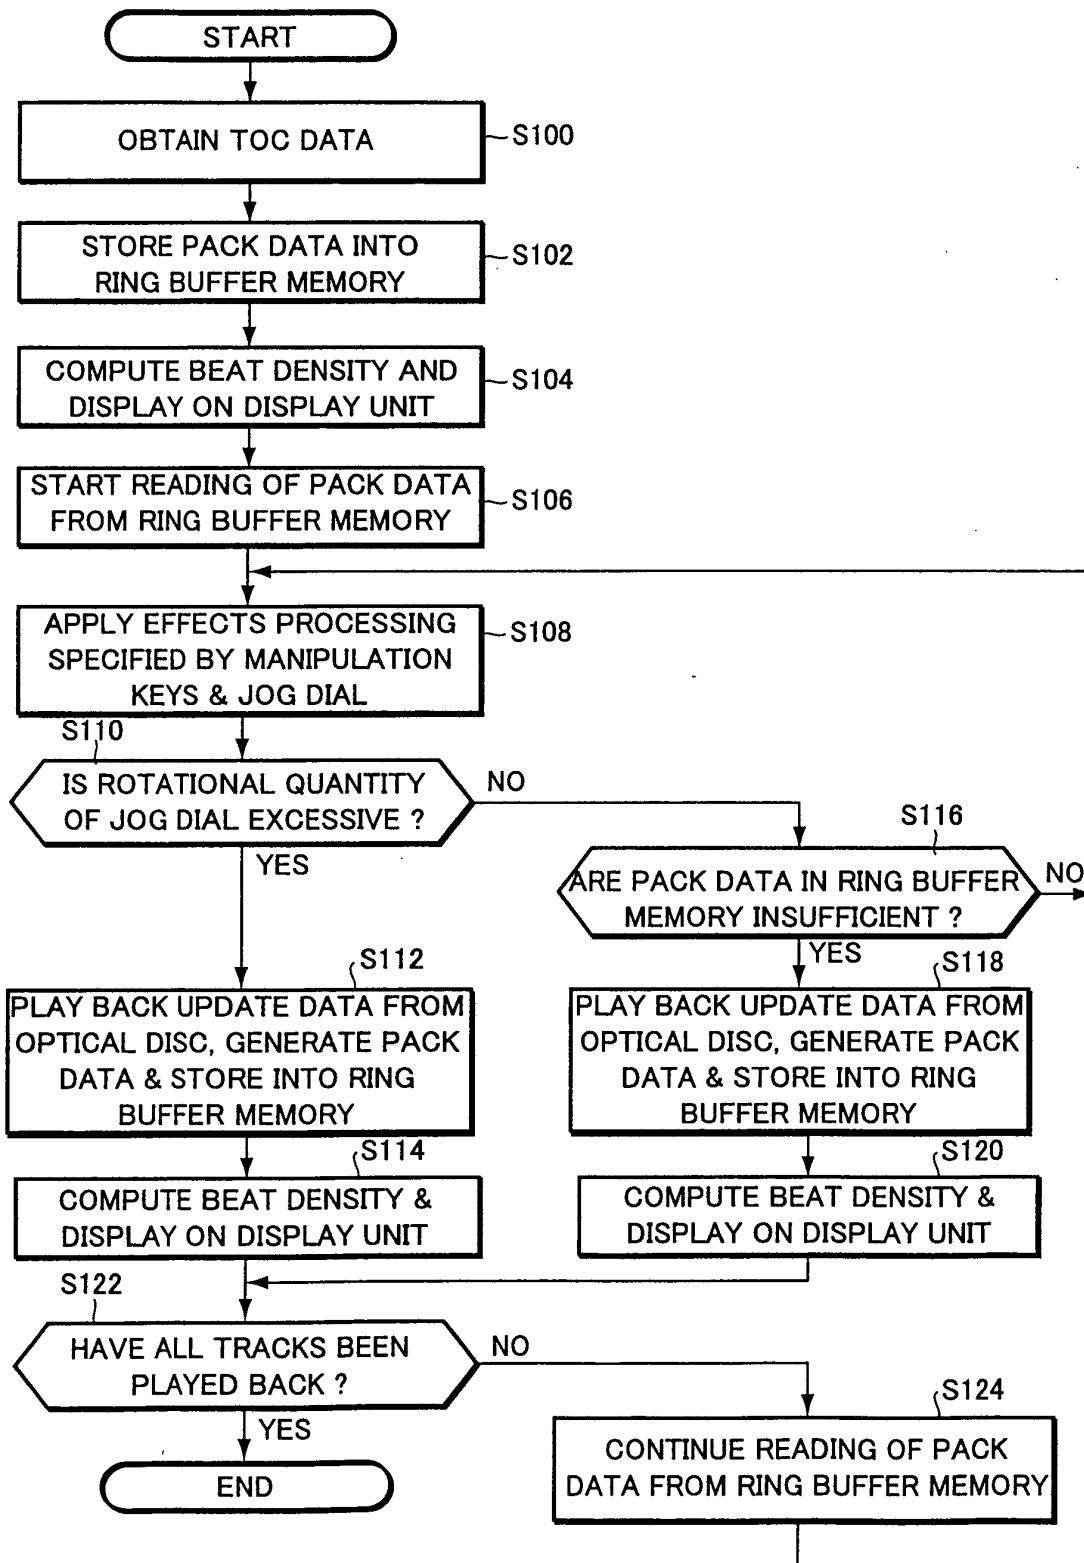 START
OBTAIN TOC DATA
S100
STORE PACK DATA INTO
RING BUFFER MEMORY
S102
COMPUTE BEAT DENSITY AND
DISPLAY ON DISPLAY UNIT
S104
START READING OF PACK DATA
FROM RING BUFFER MEMORY
S106
APPLY EFFECTS PROCESSING
SPECIFIED BY MANIPULATION
KEYS & JOG DIAL
S108
S110
IS ROTATIONAL QUANTITY
OF JOG DIAL EXCESSIVE ?
NO
YES
S116
ARE PACK DATA IN RING BUFFER
MEMORY INSUFFICIENT ?
NO
YES
S112
PLAY BACK UPDATE DATA FROM
OPTICAL DISC, GENERATE PACK
DATA & STORE INTO RING
BUFFER MEMORY
S118
PLAY BACK UPDATE DATA FROM
OPTICAL DISC, GENERATE PACK
DATA & STORE INTO RING
BUFFER MEMORY
S114
COMPUTE BEAT DENSITY &
DISPLAY ON DISPLAY UNIT
S120
COMPUTE BEAT DENSITY &
DISPLAY ON DISPLAY UNIT
S122
HAVE ALL TRACKS BEEN
PLAYED BACK ?
NO
YES
S124
CONTINUE READING OF PACK
DATA FROM RING BUFFER MEMORY
END